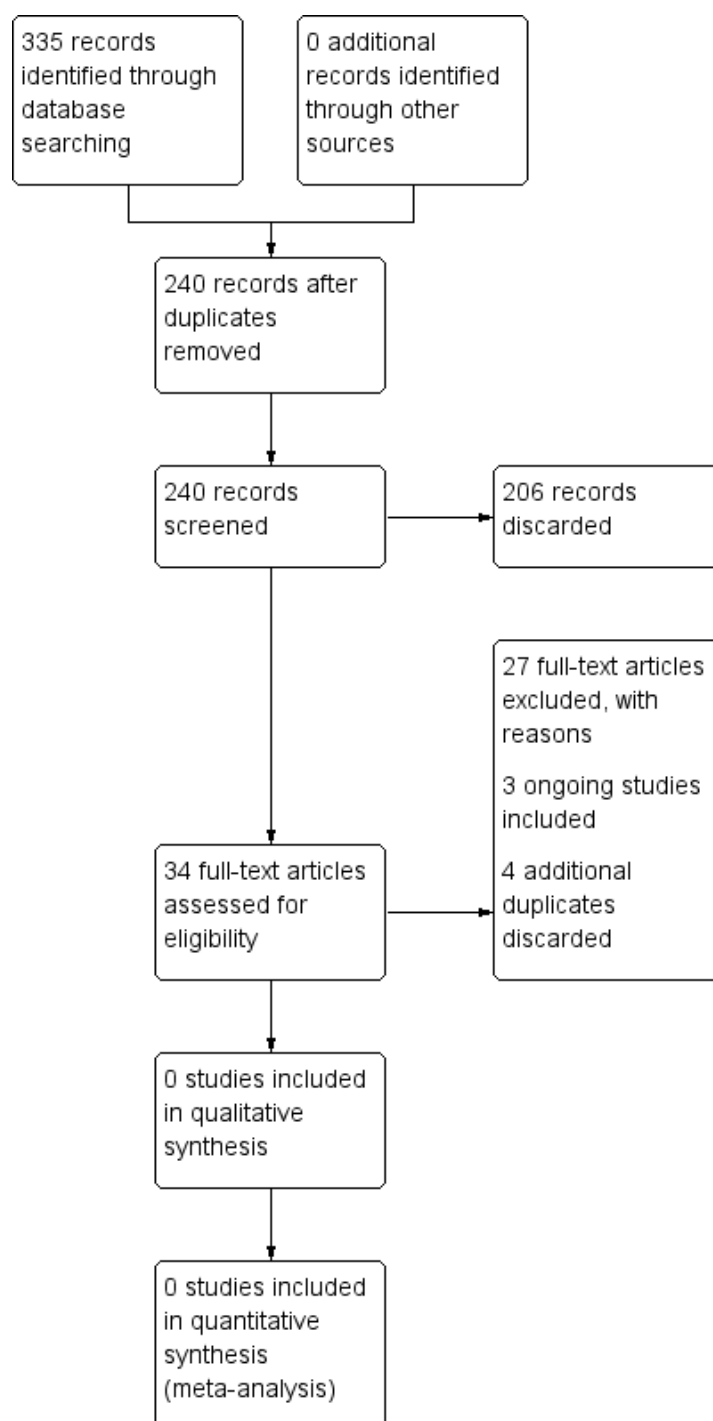 335 records
identified through
database
searching
0 additional
records identified
through other
sources
240 records after
duplicates
removed
240 records
screened
206 records
discarded
27 full-text articles
excluded, with
reasons
3 ongoing studies
included
4 additional
duplicates
discarded
34 full-text articles
assessed for
eligibility
0 studies included
in qualitative
synthesis
0 studies included
in quantitative
synthesis
(meta-analysis)